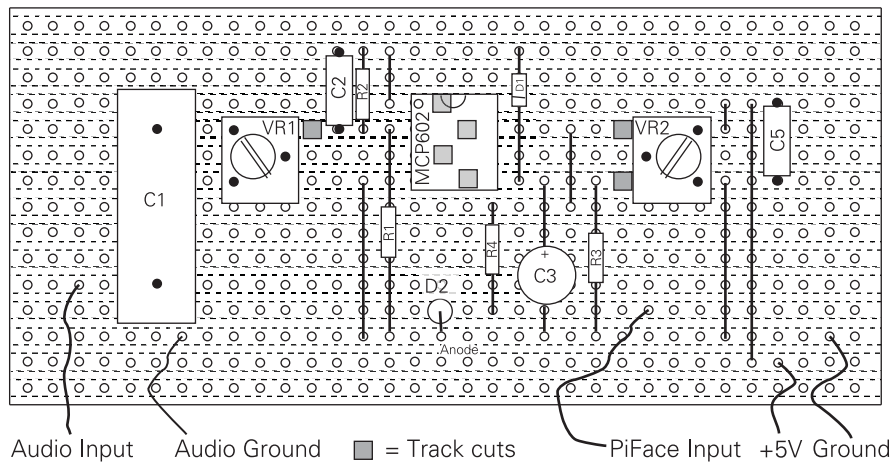 C1
VR1
C2
R2
MCP602
D1
VR2
C5
R1
R4
+
C3
R3
D2
Anode
Audio Input
Audio Ground
= Track cuts
PiFace Input
+5V
Ground